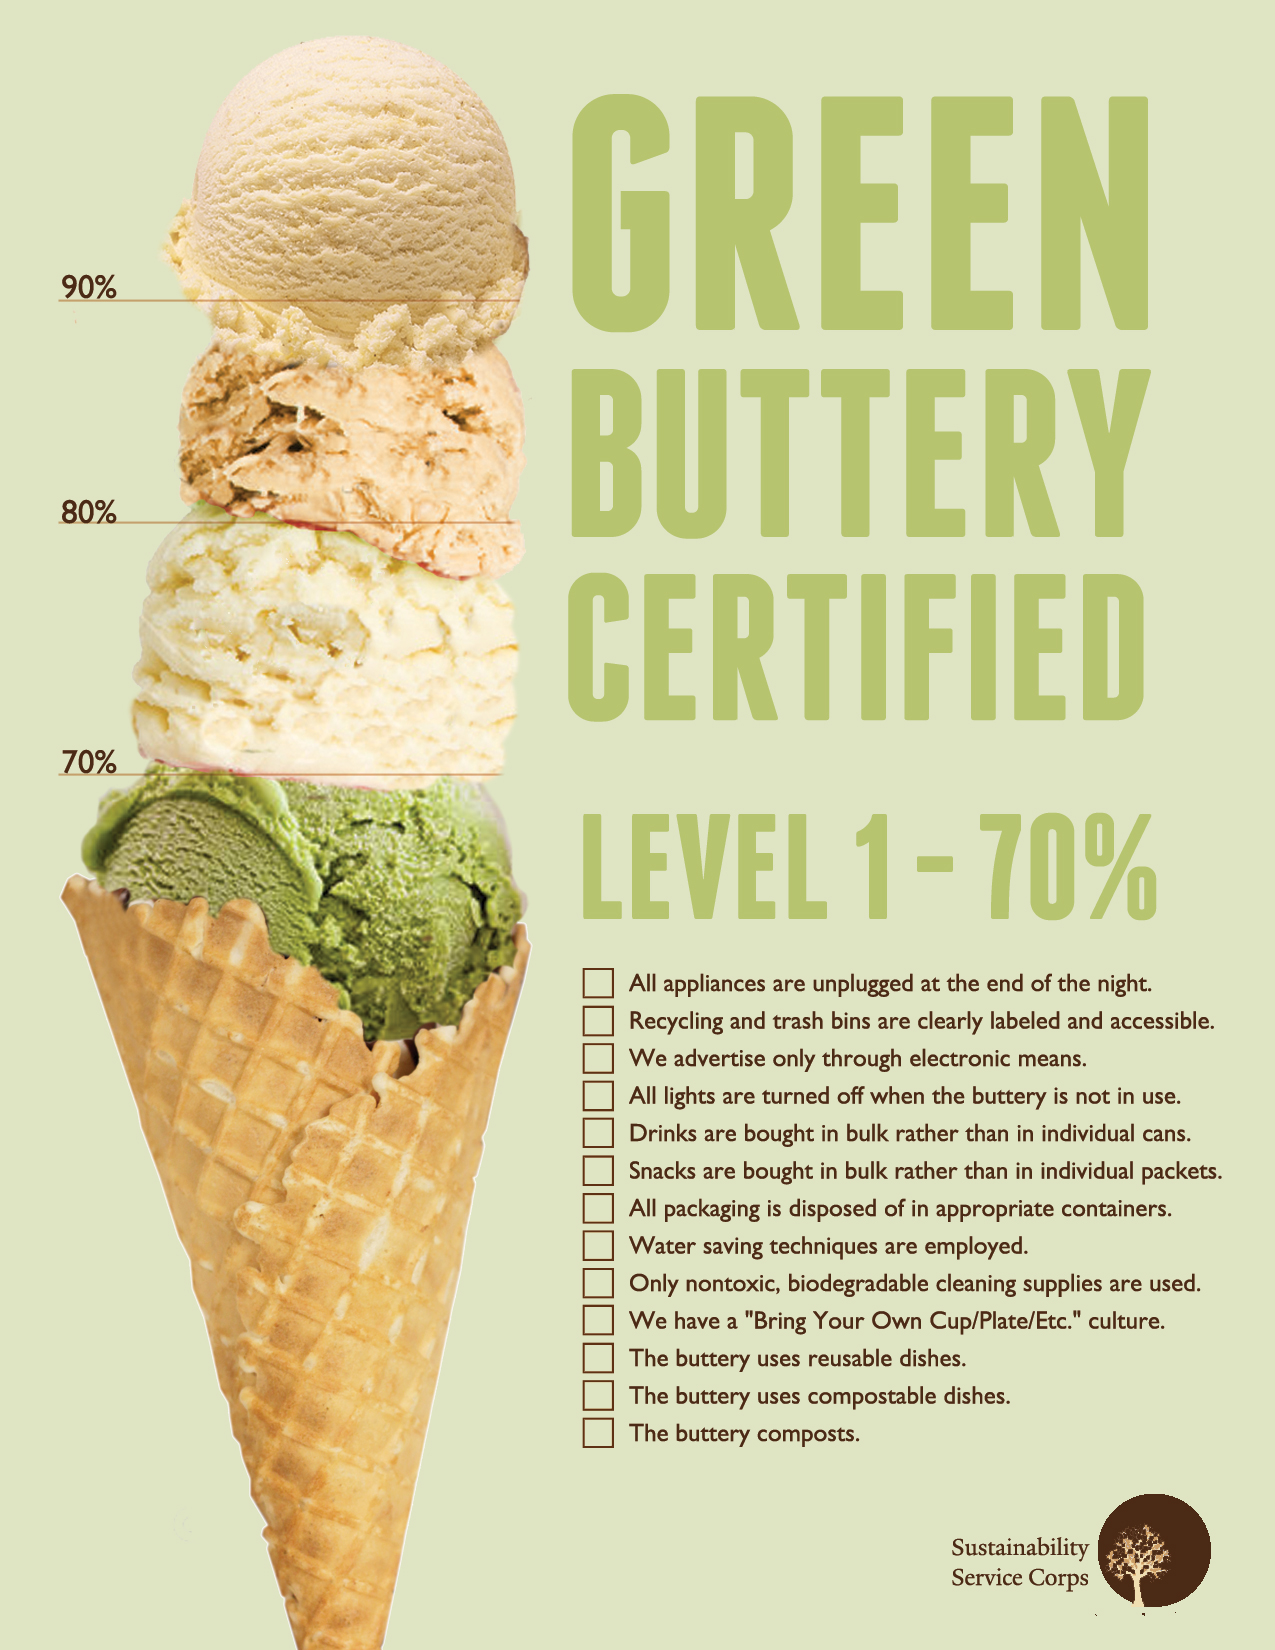 GREEN
BUTTERY
CERTIFIED
90%
80%
70%
LEVEL 1 - 70%
All appliances are unplugged at the end of the night.
Recycling and trash bins are clearly labeled and accessible.
We advertise only through electronic means.
All lights are turned off when the buttery is not in use.
Drinks are bought in bulk rather than in individual cans.
Snacks are bought in bulk rather than in individual packets.
All packaging is disposed of in appropriate containers.
Water saving techniques are employed.
Only nontoxic, biodegradable cleaning supplies are used.
We have a "Bring Your Own Cup/Plate/Etc." culture.
The buttery uses reusable dishes.
The buttery uses compostable dishes.
The buttery composts.
Sustainability
Service Corps